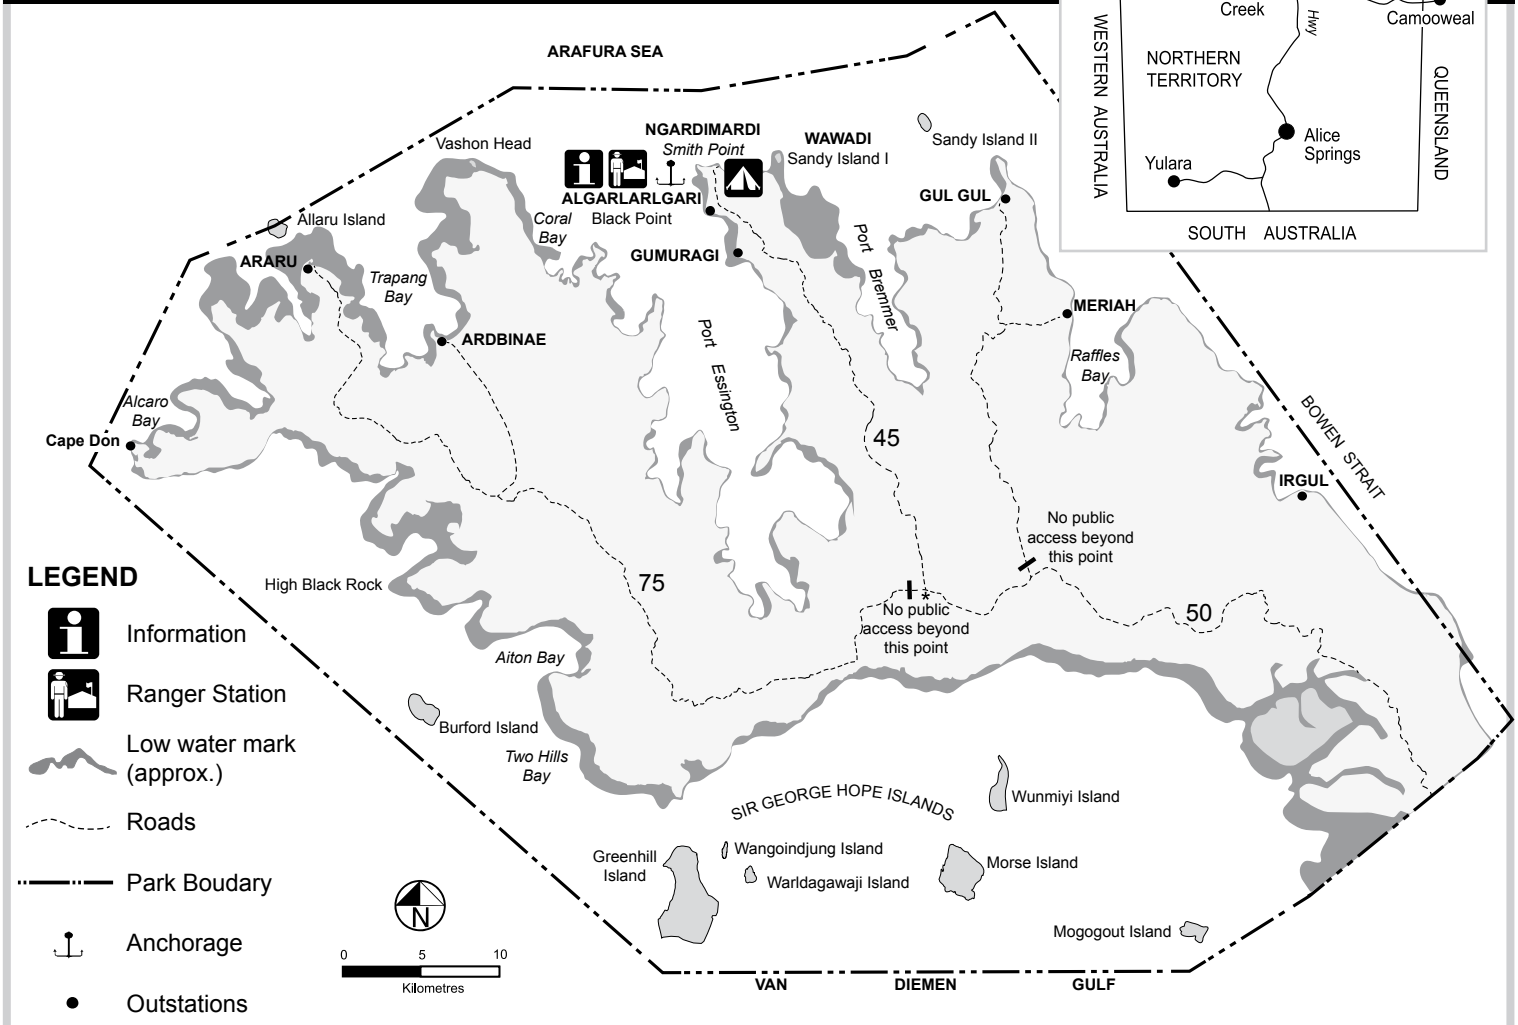 ARAFURA SEA
Creek
Hwy
Camooweal
WESTERN AUSTRALIA
NORTHERN
TERRITORY
QUEENSLAND
Alice
Springs
Yulara
SOUTH AUSTRALIA
Vashon Head
NGARDIMARDI
Smith Point
WAWADI
Sandy Island I
Sandy Island II
ALGARLARLGARI
Black Point
GUL GUL
Allaru Island
Coral
Bay
GUMURAGI
Port Bremmer
ARARU
Trapang
Bay
ARDBINAE
MERIAH
Port Essington
Raffles
Bay
Alcaro
Bay
Cape Don
45
BOWEN STRAIT
IRGUL
No public
access beyond
this point
75
High Black Rock
*
No public
access beyond
this point
50
Aiton Bay
Burford Island
Two Hills
Bay
SIR GEORGE HOPE ISLANDS
Wunmiyi Island
Greenhill
Island
Wangoindjung Island
Warldagawaji Island
Morse Island
Mogogout Island
VAN DIEMEN GULF
LEGEND
Information
Ranger Station
Low water mark
(approx.)
Roads
Park Boudary
Anchorage
Outstations
N
0 5 10
Kilometres